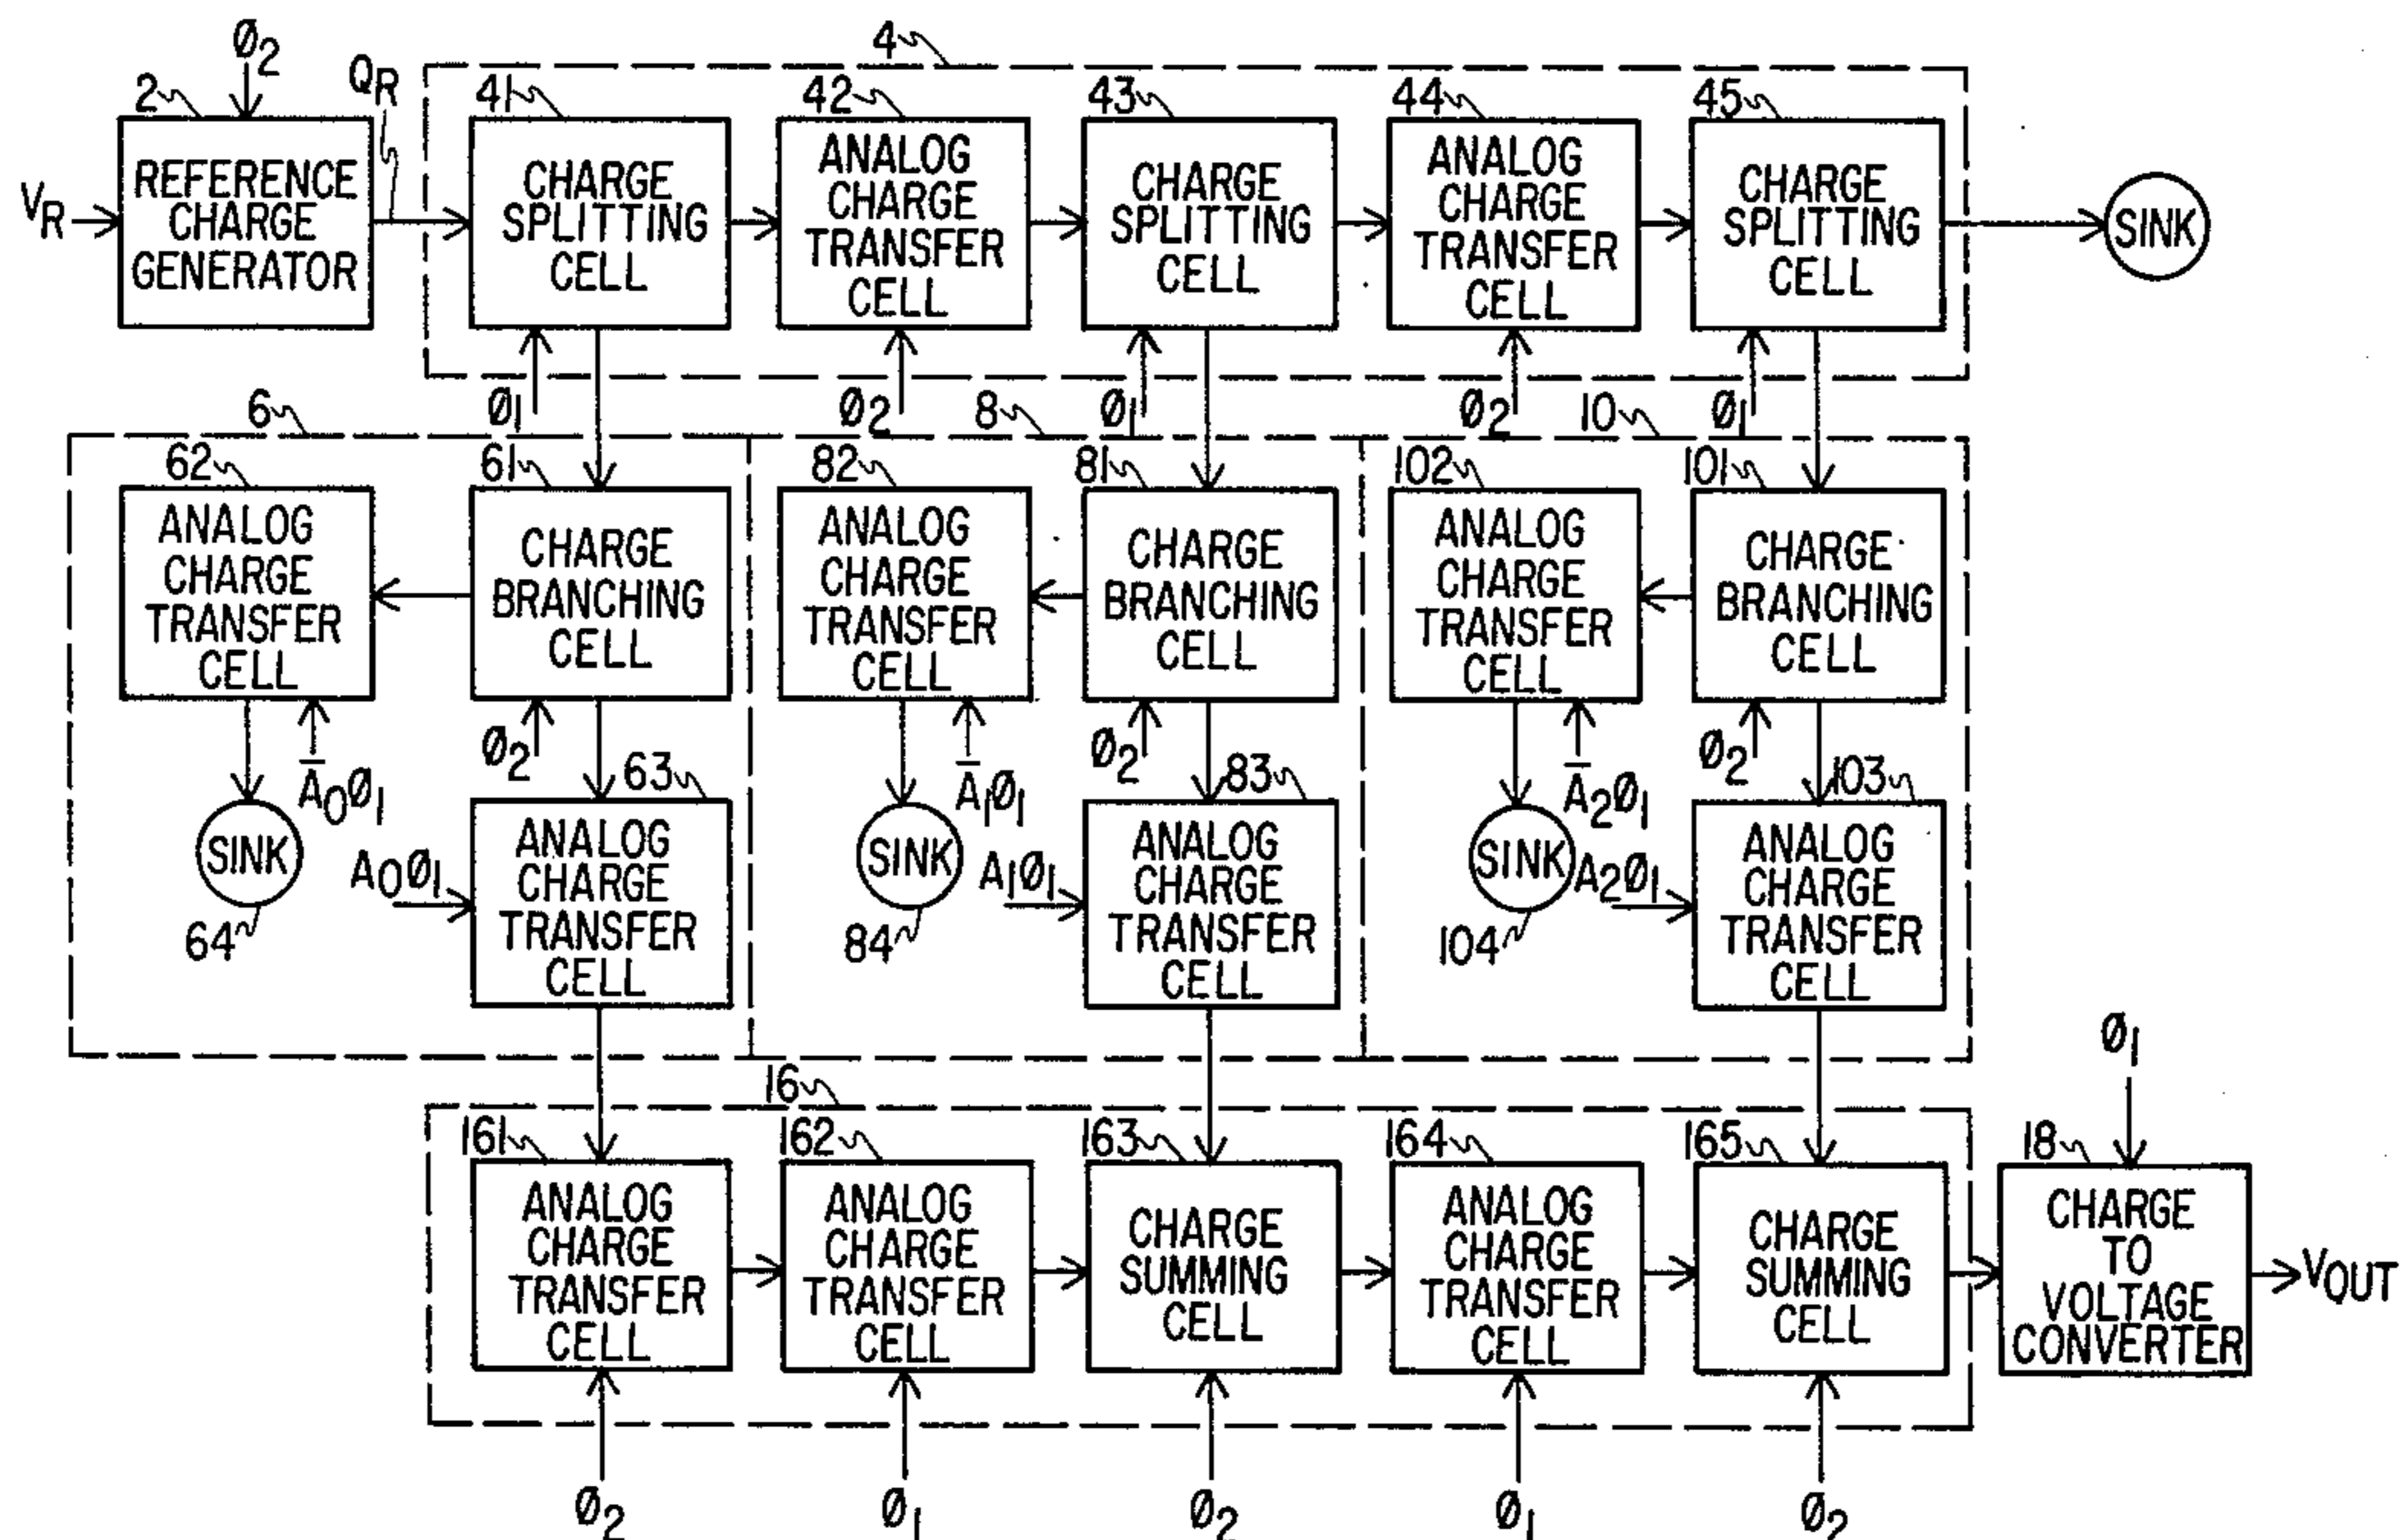 Ø2
4
2
QR
41
42
43
44
45
VR
REFERENCE
CHARGE
GENERATOR
CHARGE
SPLITTING
CELL
ANALOG
CHARGE
TRANSFER
CELL
CHARGE
SPLITTING
CELL
ANALOG
CHARGE
TRANSFER
CELL
CHARGE
SPLITTING
CELL
SINK
Ø1
Ø2
Ø1
Ø2
Ø1
6
8
10
62
61
82
81
102
101
ANALOG
CHARGE
TRANSFER
CELL
CHARGE
BRANCHING
CELL
ANALOG
CHARGE
TRANSFER
CELL
CHARGE
BRANCHING
CELL
ANALOG
CHARGE
TRANSFER
CELL
CHARGE
BRANCHING
CELL
Ā0Ø1
Ø2
Ā1Ø1
Ø2
Ā2Ø1
Ø2
63
83
103
SINK
64
A0Ø1
ANALOG
CHARGE
TRANSFER
CELL
SINK
84
A1Ø1
ANALOG
CHARGE
TRANSFER
CELL
SINK
104
A2Ø1
ANALOG
CHARGE
TRANSFER
CELL
16
Ø1
161
162
163
164
165
18
ANALOG
CHARGE
TRANSFER
CELL
ANALOG
CHARGE
TRANSFER
CELL
CHARGE
SUMMING
CELL
ANALOG
CHARGE
TRANSFER
CELL
CHARGE
SUMMING
CELL
CHARGE
TO
VOLTAGE
CONVERTER
VOUT
Ø2
Ø1
Ø2
Ø1
Ø2